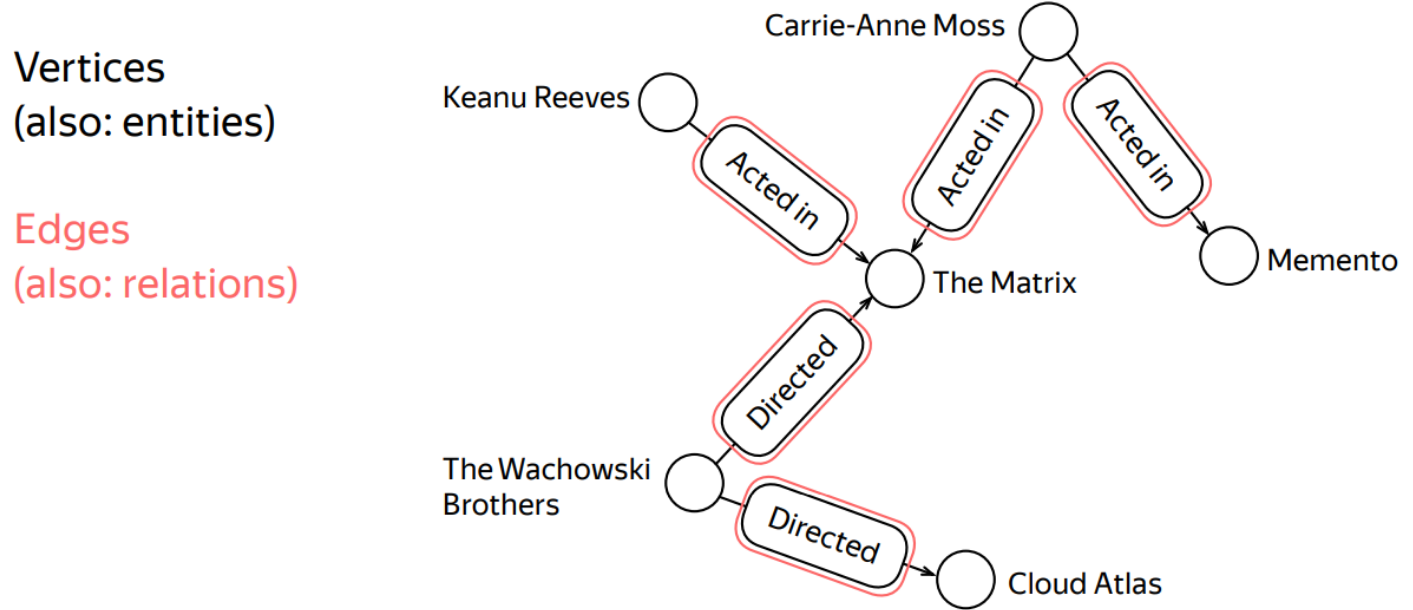 Vertices
(also: entities)
Edges
(also: relations)
Carrie-Anne Moss
Keanu Reeves
Acted in
Acted in
Acted in
The Matrix
Memento
Directed
The Wachowski
Brothers
Directed
Cloud Atlas